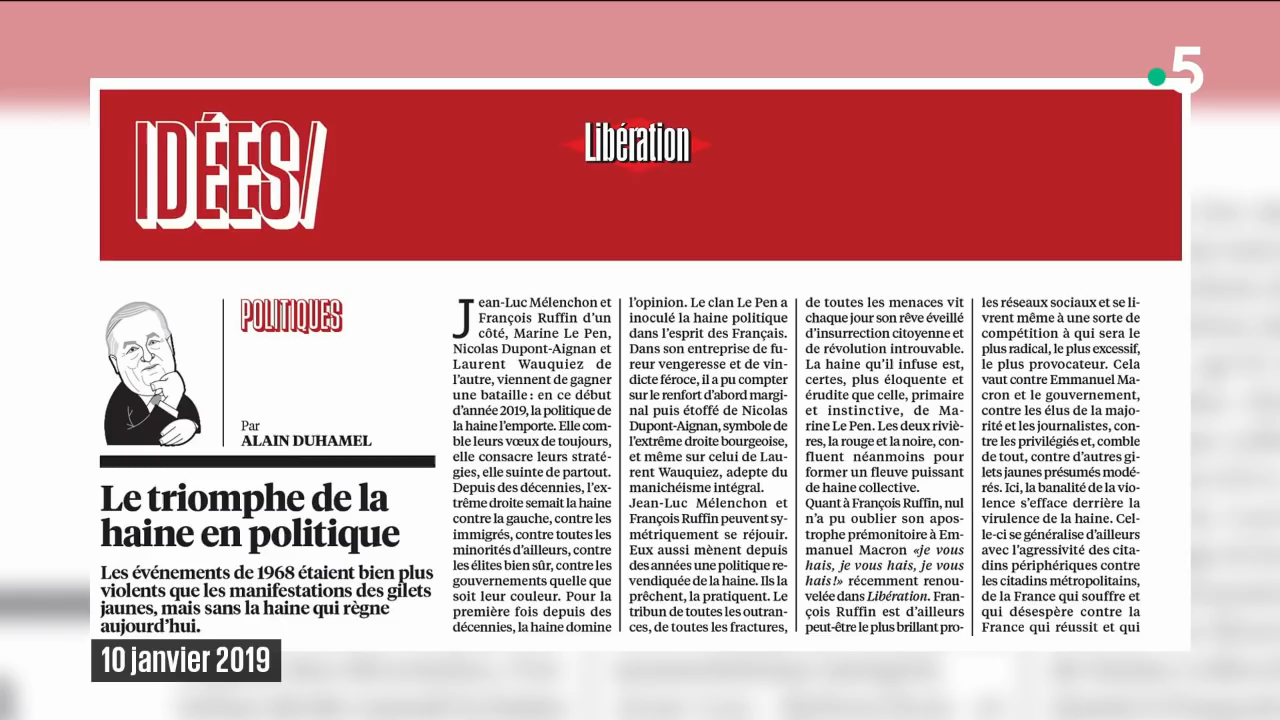 5
IDÉES/
Libération
POLITIQUES
Par
ALAIN DUHAMEL
Le triomphe de la
haine en politique
Les événements de 1968 étaient bien plus
violents que les manifestations des gilets
jaunes, mais sans la haine qui règne
aujourd'hui.
Jean-Luc Mélenchon et
François Ruffin d'un
côté, Marine Le Pen,
Nicolas Dupont-Aignan et
Laurent Wauquiez de
l'autre, viennent de gagner
une bataille : en ce début
d'année 2019, la politique de
la haine l'emporte. Elle com-
ble leurs vœux de toujours,
elle consacre leurs straté-
gies, elle suinte de partout.
Depuis des décennies, l'ex-
trême droite semait la haine
contre la gauche, contre les
immigrés, contre toutes les
minorités d'ailleurs, contre
les élites bien sûr, contre les
gouvernements quelle que
soit leur couleur. Pour la
première fois depuis des
décennies, la haine domine
l'opinion. Le clan Le Pen a
inoculé la haine politique
dans l'esprit des Français.
Dans son entreprise de fu-
reur vengeresse et de vin-
dicte féroce, il a pu compter
sur le renfort d'abord margi-
nal puis étoffé de Nicolas
Dupont-Aignan, symbole de
l'extrême droite bourgeoise,
et même sur celui de Lau-
rent Wauquiez, adepte du
manichéisme intégral.
Jean-Luc Mélenchon et
François Ruffin peuvent sy-
métriquement se réjouir.
Eux aussi mènent depuis
des années une politique re-
vendiquée de la haine. Ils la
prêchent, la pratiquent. Le
tribun de toutes les outran-
ces, de toutes les fractures,
de toutes les menaces vit
chaque jour son rêve éveillé
d'insurrection citoyenne et
de révolution introuvable.
La haine qu'il infuse est,
certes, plus éloquente et
érudite que celle, primaire
et instinctive, de Ma-
rine Le Pen. Les deux riviè-
res, la rouge et la noire, con-
fluent néanmoins pour
former un fleuve puissant
de haine collective.
Quant à François Ruffin, nul
n'a pu oublier son apos-
trophe prémonitoire à Em-
manuel Macron «je vous
hais, je vous hais, je vous
hais!» récemment renou-
velée dans Libération. Fran-
çois Ruffin est d'ailleurs
peut-être le plus brillant pro-
les réseaux sociaux et se li-
vrent même à une sorte de
compétition à qui sera le
plus radical, le plus excessif,
le plus provocateur. Cela
vaut contre Emmanuel Ma-
cron et le gouvernement,
contre les élus de la majo-
rité et les journalistes, con-
tre les privilégiés et, comble
de tout, contre d'autres gi-
lets jaunes présumés modé-
rés. Ici, la banalité de la vio-
lence s'efface derrière la
virulence de la haine. Cel-
le-ci se généralise d'ailleurs
avec l'agressivité des cita-
dins périphériques contre
les citadins métropolitains,
de la France qui souffre et
qui désespère contre la
France qui réussit et qui
10 janvier 2019